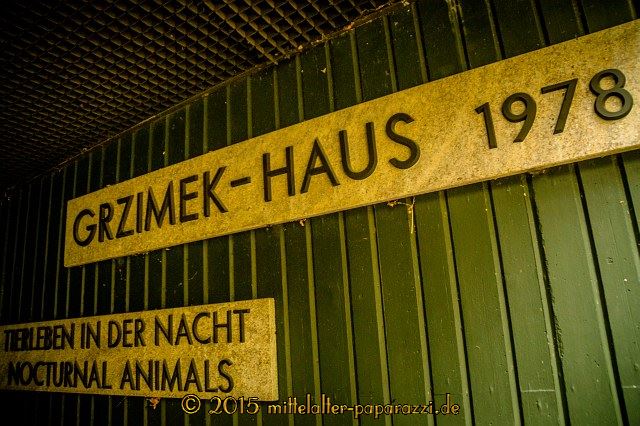 GRZIMEK-HAUS 1978
TIERLEBEN IN DER NACHT
NOCTURNAL ANIMALS
© 2015 mittelalter-paparazzi.de